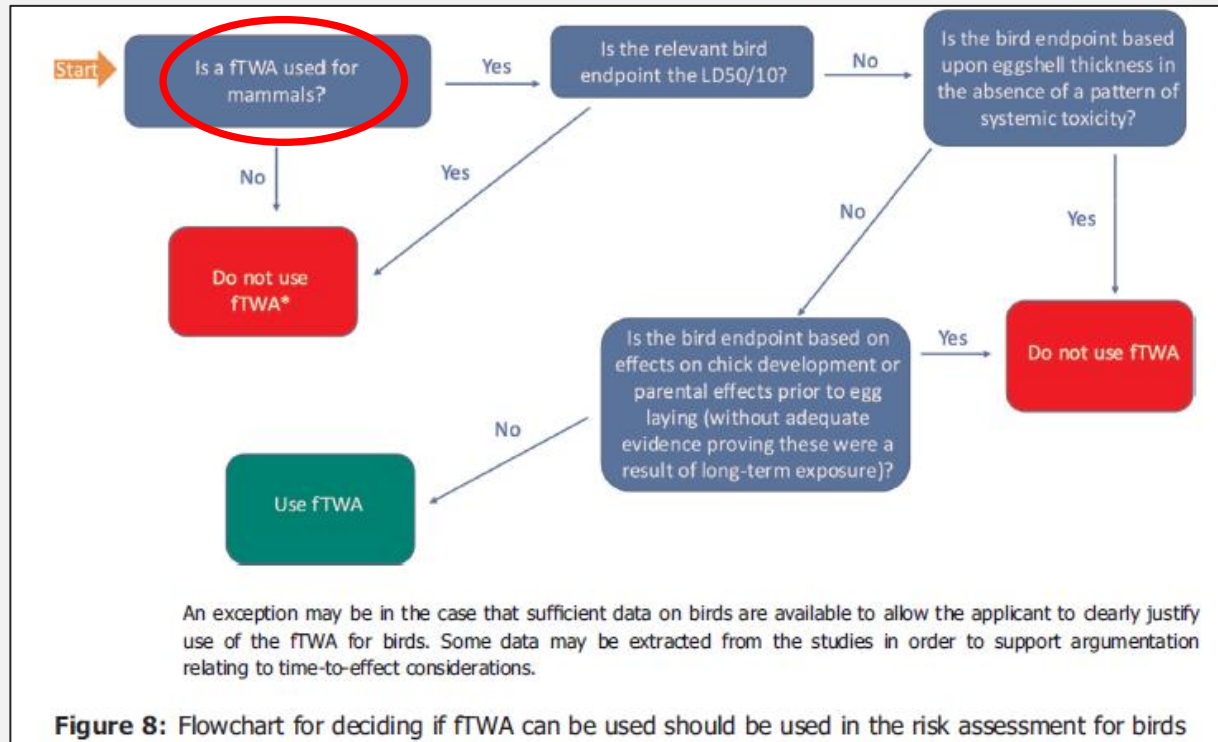 Start
Is a fTWA used for
mammals?
Yes
Is the relevant bird
endpoint the LD50/10?
No
Is the bird endpoint based
upon eggshell thickness in
the absence of a pattern of
systemic toxicity?
No
Yes
No
Yes
Do not use
fTWA*
Is the bird endpoint based on
effects on chick development or
parental effects prior to egg
laying (without adequate
evidence proving these were a
result of long-term exposure)?
Yes
Do not use fTWA
No
Use fTWA
An exception may be in the case that sufficient data on birds are available to allow the applicant to clearly justify
use of the fTWA for birds. Some data may be extracted from the studies in order to support argumentation
relating to time-to-effect considerations.
Figure 8: Flowchart for deciding if fTWA can be used should be used in the risk assessment for birds